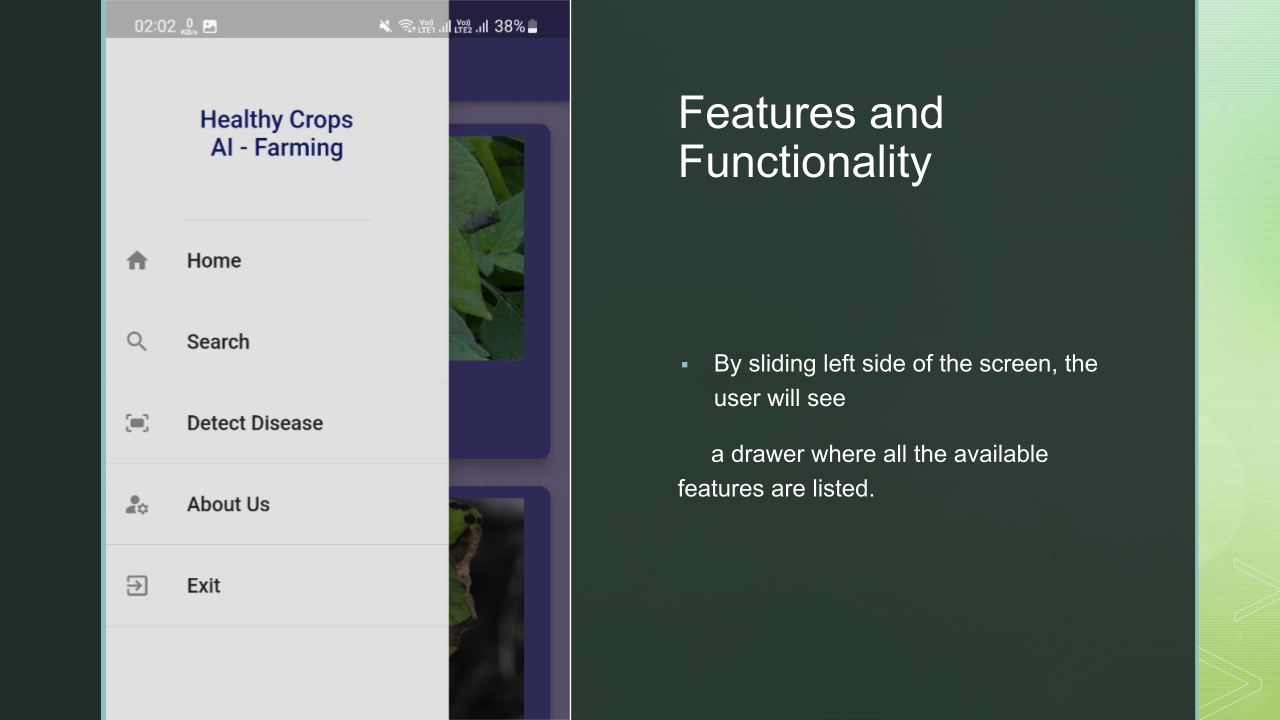 02:02 0 KB/s Vo) LTE1 Vo) LTE2 38%
Healthy Crops
AI - Farming
Home
Search
Detect Disease
About Us
Exit
Features and
Functionality
▪ By sliding left side of the screen, the
user will see
a drawer where all the available
features are listed.